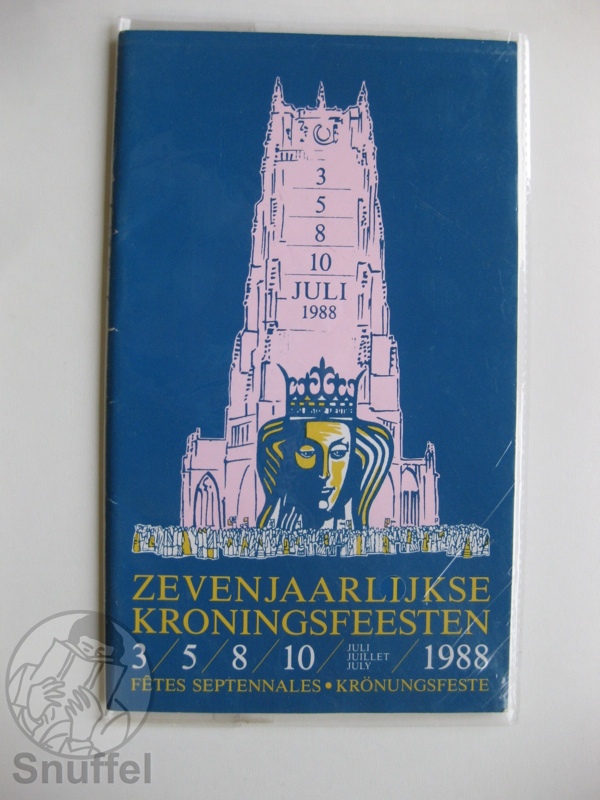 3
5
8
10
JULI
1988
ZEVENJAARLIJKSE
KRONINGSFEESTEN
3 / 5 / 8 / 10 / JULI / 1988
JUILLET
JULY
FÊTES SEPTENNALES • KRÖNUNGSFESTE
Snuffel